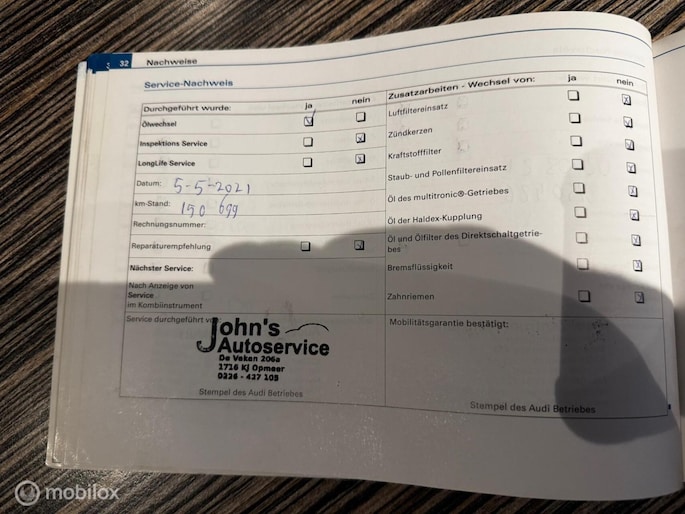 32 Nachweise
Service-Nachweis
Durchgeführt wurde: ja nein
Ölwechsel
Inspektions Service
LongLife Service
Datum: 5-5-2021
km-Stand: 150 699
Rechnungsnummer:
Reparaturempfehlung
Nächster Service:
Nach Anzeige von
Service
im Kombiinstrument
Service durchgeführt von:
John's
Autoservice
De Veken 206a
1716 Kj Opmeer
0226 - 427 105
Stempel des Audi Betriebes
Zusatzarbeiten - Wechsel von: ja nein
Luftfiltereinsatz
Zündkerzen
Kraftstofffilter
Staub- und Pollenfiltereinsatz
Öl des multitronic®-Getriebes
Öl der Haldex-Kupplung
Öl und Ölfilter des Direktschaltgetrie-
bes
Bremsflüssigkeit
Zahnriemen
Mobilitätsgarantie bestätigt:
Stempel des Audi Betriebes
mobilox